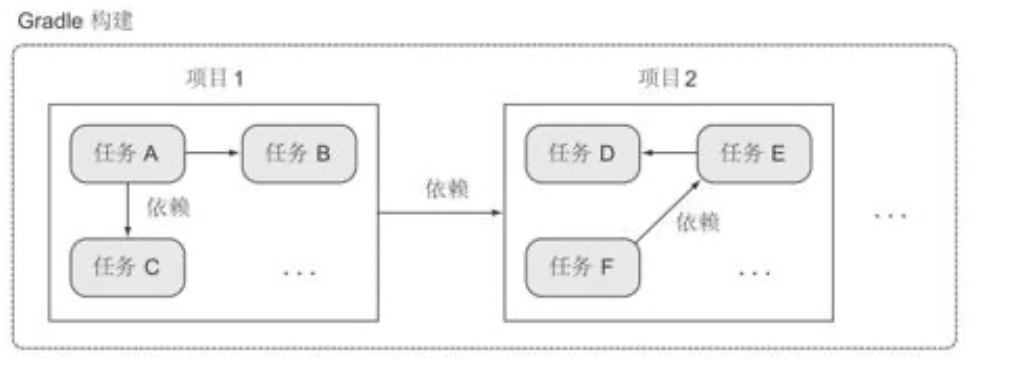 Gradle 构建
项目 1
项目 2
任务 A
任务 B
依赖
任务 C
...
依赖
任务 D
任务 E
依赖
任务 F
...
...